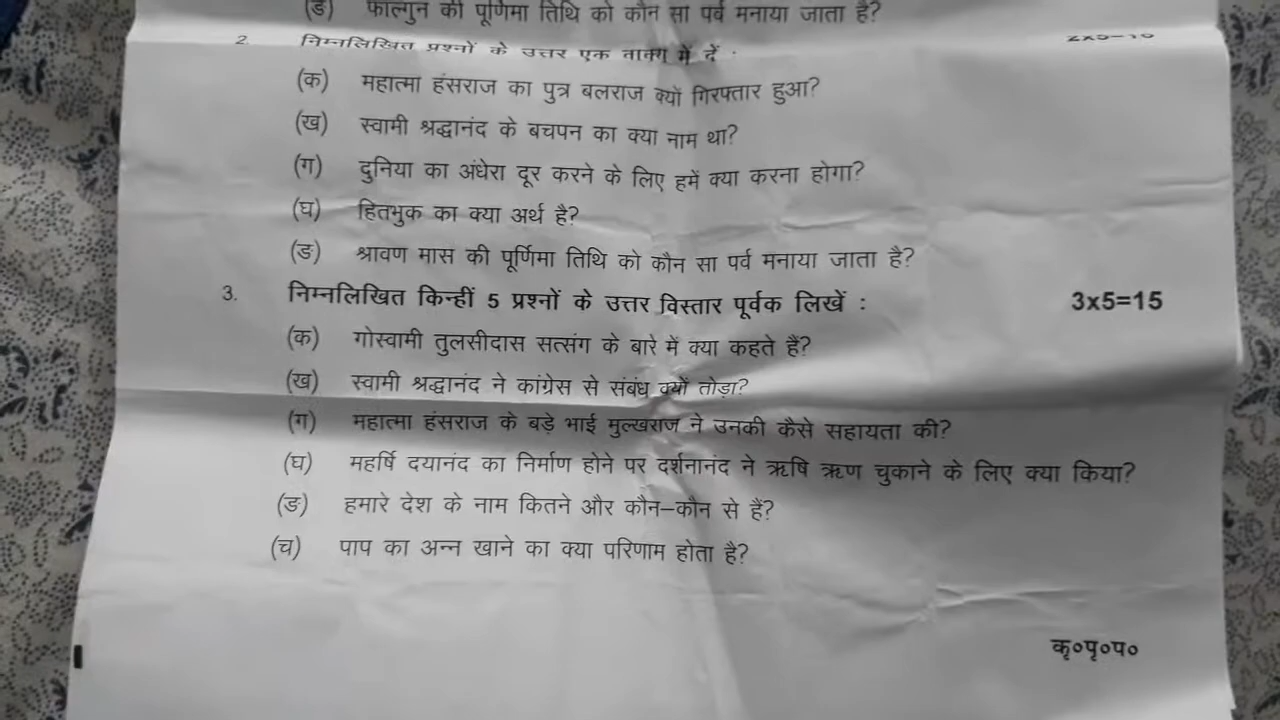 (ङ) फाल्गुन की पूर्णिमा तिथि को कौन सा पर्व मनाया जाता है?
2. निम्नलिखित प्रश्नों के उत्तर एक वाक्य में दें : 2x5=10
(क) महात्मा हंसराज का पुत्र बलराज क्यों गिरफ्तार हुआ?
(ख) स्वामी श्रद्धानंद के बचपन का क्या नाम था?
(ग) दुनिया का अंधेरा दूर करने के लिए हमें क्या करना होगा?
(घ) हितभुक का क्या अर्थ है?
(ङ) श्रावण मास की पूर्णिमा तिथि को कौन सा पर्व मनाया जाता है?
3. निम्नलिखित किन्हीं 5 प्रश्नों के उत्तर विस्तार पूर्वक लिखें : 3x5=15
(क) गोस्वामी तुलसीदास सत्संग के बारे में क्या कहते हैं?
(ख) स्वामी श्रद्धानंद ने कांग्रेस से संबंध क्यों तोड़ा?
(ग) महात्मा हंसराज के बड़े भाई मुल्खराज ने उनकी कैसे सहायता की?
(घ) महर्षि दयानंद का निर्माण होने पर दर्शनानंद ने ऋषि ऋण चुकाने के लिए क्या किया?
(ङ) हमारे देश के नाम कितने और कौन–कौन से हैं?
(च) पाप का अन्न खाने का क्या परिणाम होता है?
कृ०पृ०प०